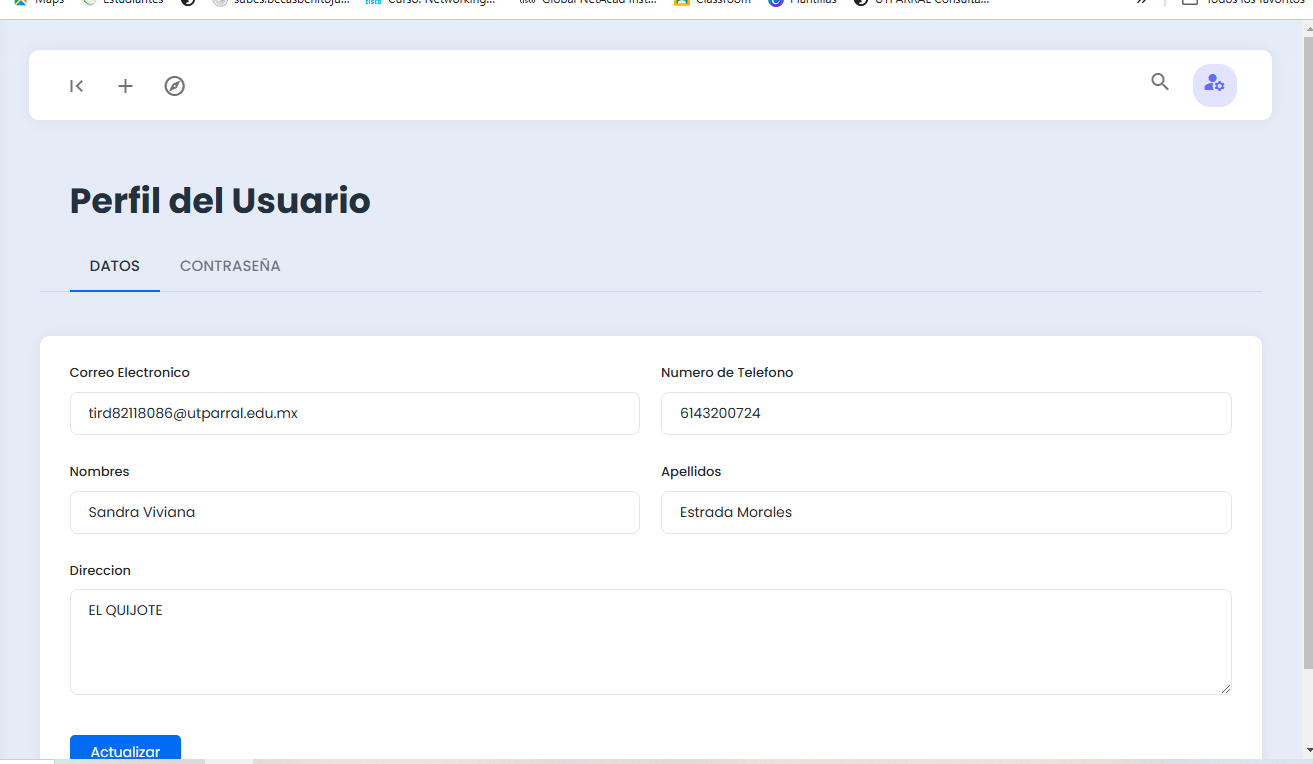 Maps Estudiantes subes.becasbenitoju... Curso: Networking... Global NetAcad Inst... Classroom Plantillas UTPARRAL Consulta... » Todos los favoritos
Perfil del Usuario
DATOS CONTRASEÑA
Correo Electronico Numero de Telefono
tird82118086@utparral.edu.mx 6143200724
Nombres Apellidos
Sandra Viviana Estrada Morales
Direccion
EL QUIJOTE
Actualizar